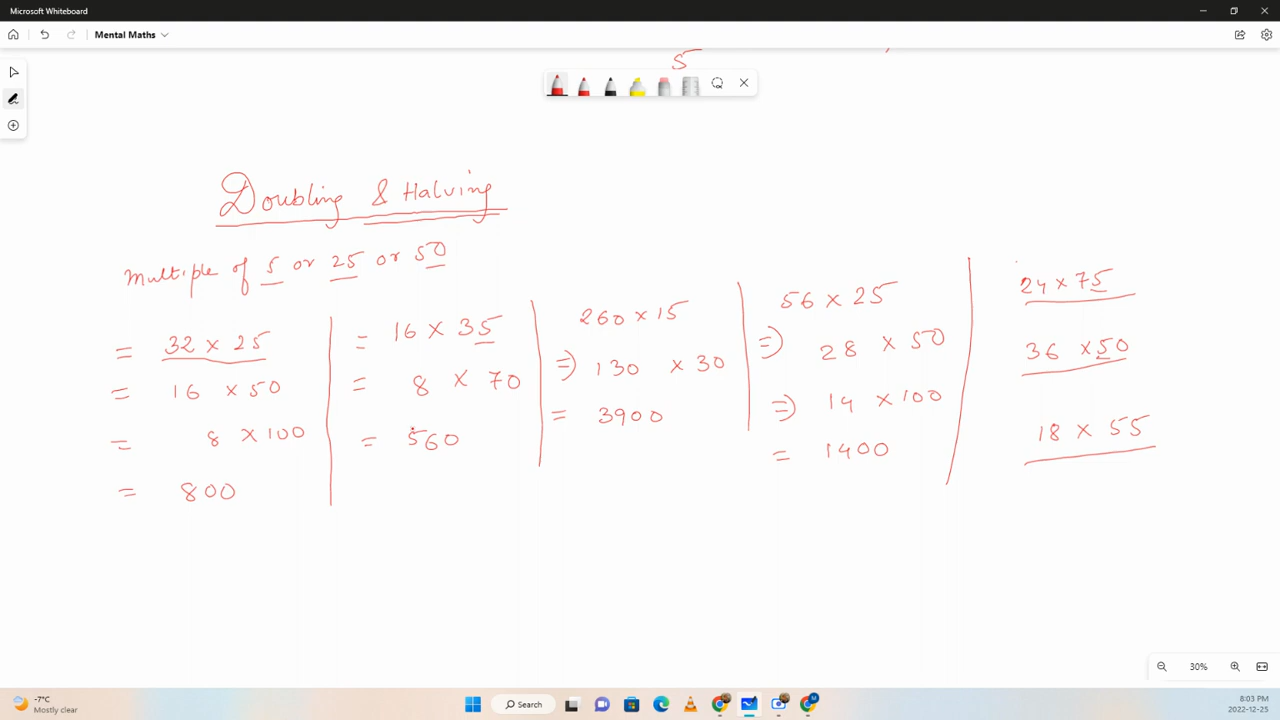 Microsoft Whiteboard
Mental Maths
5
Doubling & Halving
Multiple of 5 or 25 or 50
= 32 × 25
= 16 × 50
= 8 × 100
= 800
= 16 × 35
= 8 × 70
= 560
260 × 15
⇒ 130 × 30
= 3900
56 × 25
⇒ 28 × 50
⇒ 14 × 100
= 1400
24 × 75
36 × 50
18 × 55
30%
-7°C
Mostly clear
Search
8:03 PM
2022-12-25